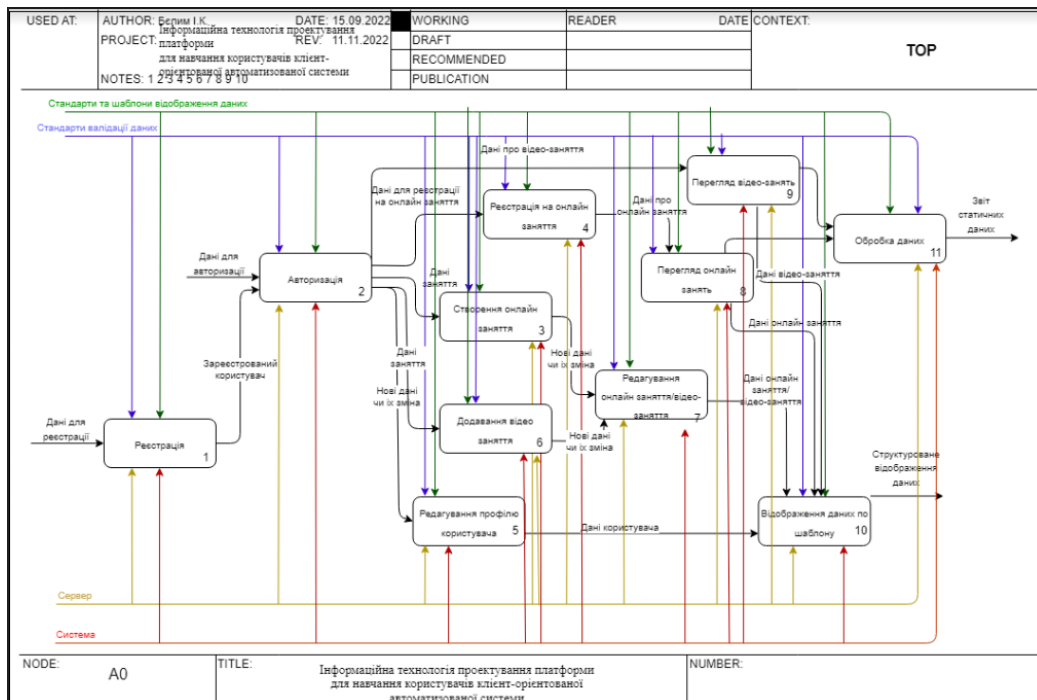 USED AT:
AUTHOR: Бєлим І.К.
DATE: 15.09.2022
WORKING
READER
DATE
CONTEXT:
PROJECT:
Інформаційна технологія проектування
платформи
для навчання користувачів клієнт-
орієнтованої автоматизованої системи
REV: 11.11.2022
DRAFT
RECOMMENDED
PUBLICATION
NOTES: 1 2 3 4 5 6 7 8 9 10
TOP
Стандарти та шаблони відображення даних
Стандарти валідації даних
Дані про відео-заняття
Перегляд відео-занять
9
Дані для реєстрації
на онлайн заняття
Реєстрація на онлайн
заняття
4
Дані про
онлайн заняття
Звіт
статичних
даних
Обробка даних
11
Дані для
авторизації
Авторизація
2
Дані
заняття
Перегляд онлайн
занять
8
Дані відео-заняття
Створення онлайн
заняття
3
Дані онлайн заняття
Зареєстрований
користувач
Дані
заняття
Нові дані
чи їх зміна
Нові дані
чи їх зміна
Редагування
онлайн заняття/відео-
заняття
7
Дані онлайн
заняття/
відео-заняття
Дані для
реєстрації
Реєстрація
1
Додавання відео
заняття
6
Нові дані
чи їх зміна
Структуроване
відображення
даних
Редагування профілю
користувача
5
Дані користувача
Відображення даних по
шаблону
10
Сервер
Система
NODE:
A0
TITLE:
Інформаційна технологія проектування платформи
для навчання користувачів клієнт-орієнтованої
автоматизованої системи
NUMBER: